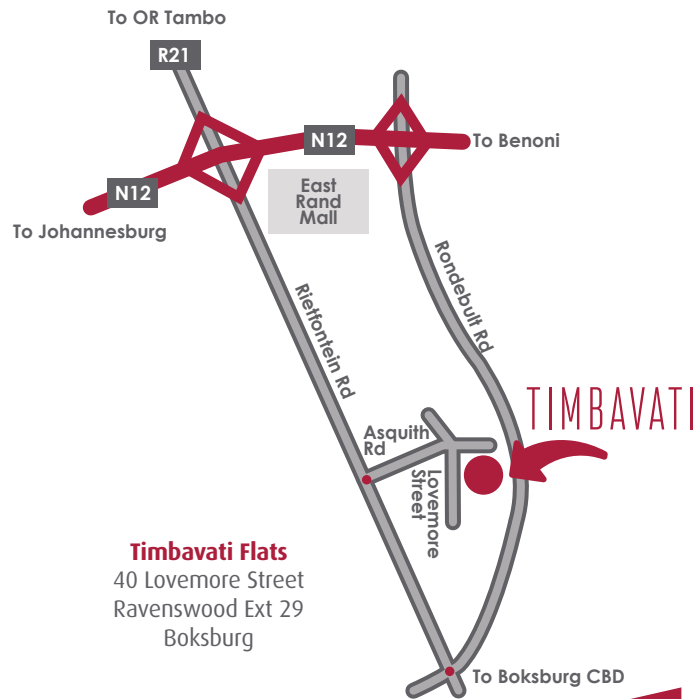 To OR Tambo
R21
N12
To Benoni
East
Rand
Mall
N12
To Johannesburg
Rietfontein Rd
Rondebult Rd
TIMBAVATI
Asquith
Rd
Lovemore
Street
Timbavati Flats
40 Lovemore Street
Ravenswood Ext 29
Boksburg
To Boksburg CBD